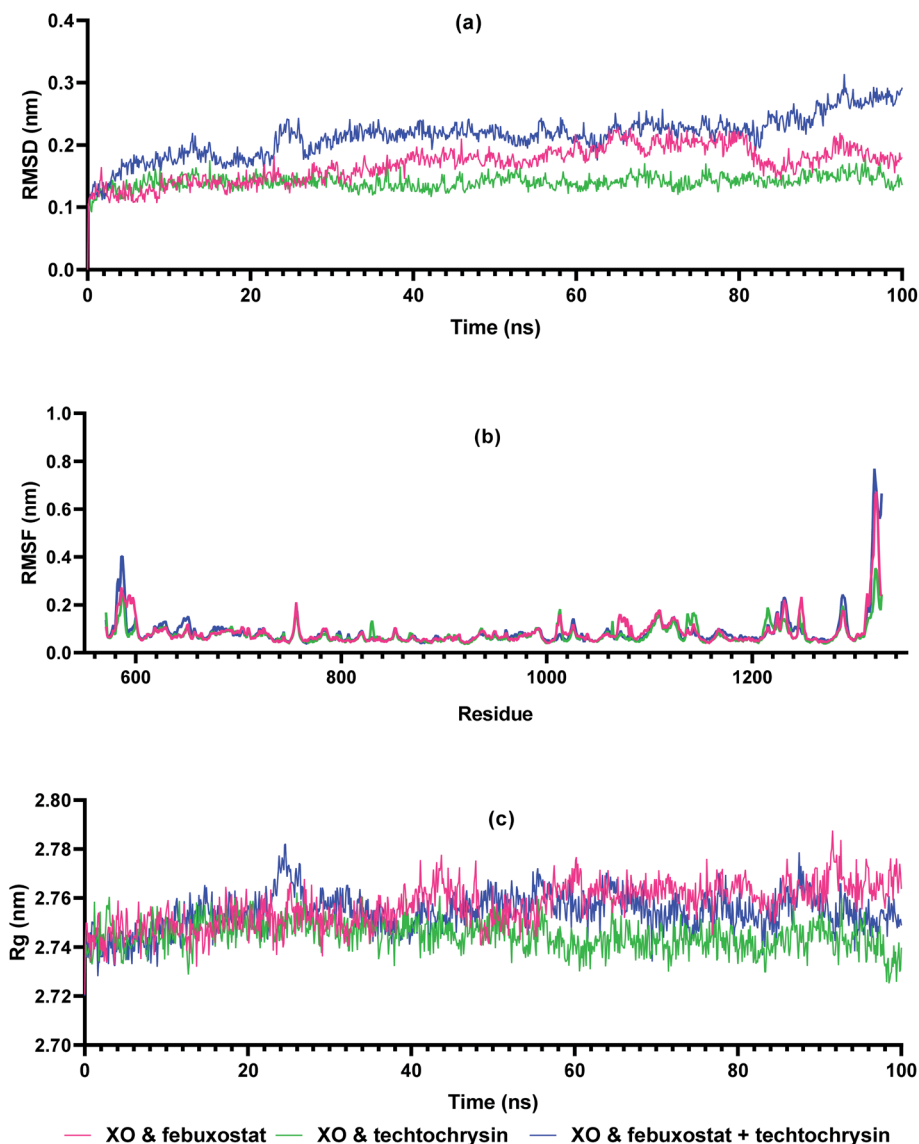 (a)
RMSD (nm)
0.4
0.3
0.2
0.1
0.0
0 20 40 60 80 100
Time (ns)
(b)
RMSF (nm)
1.0
0.8
0.6
0.4
0.2
0.0
600 800 1000 1200
Residue
(c)
Rg (nm)
2.80
2.78
2.76
2.74
2.72
2.70
0 20 40 60 80 100
Time (ns)
XO & febuxostat XO & techtochrysin XO & febuxostat + techtochrysin